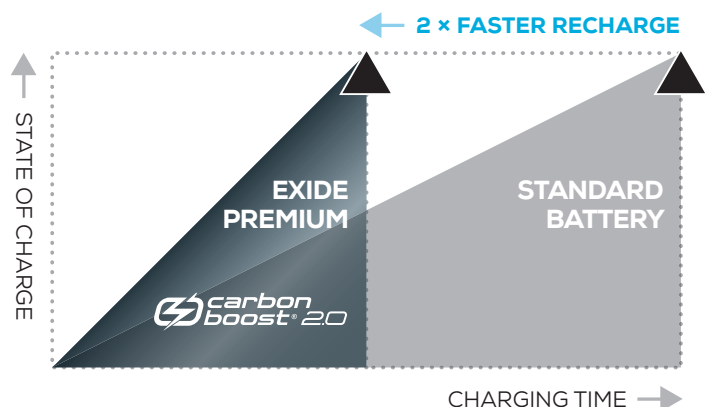 2 × FASTER RECHARGE
STATE OF CHARGE
EXIDE
PREMIUM
STANDARD
BATTERY
carbon
boost® 2.0
CHARGING TIME